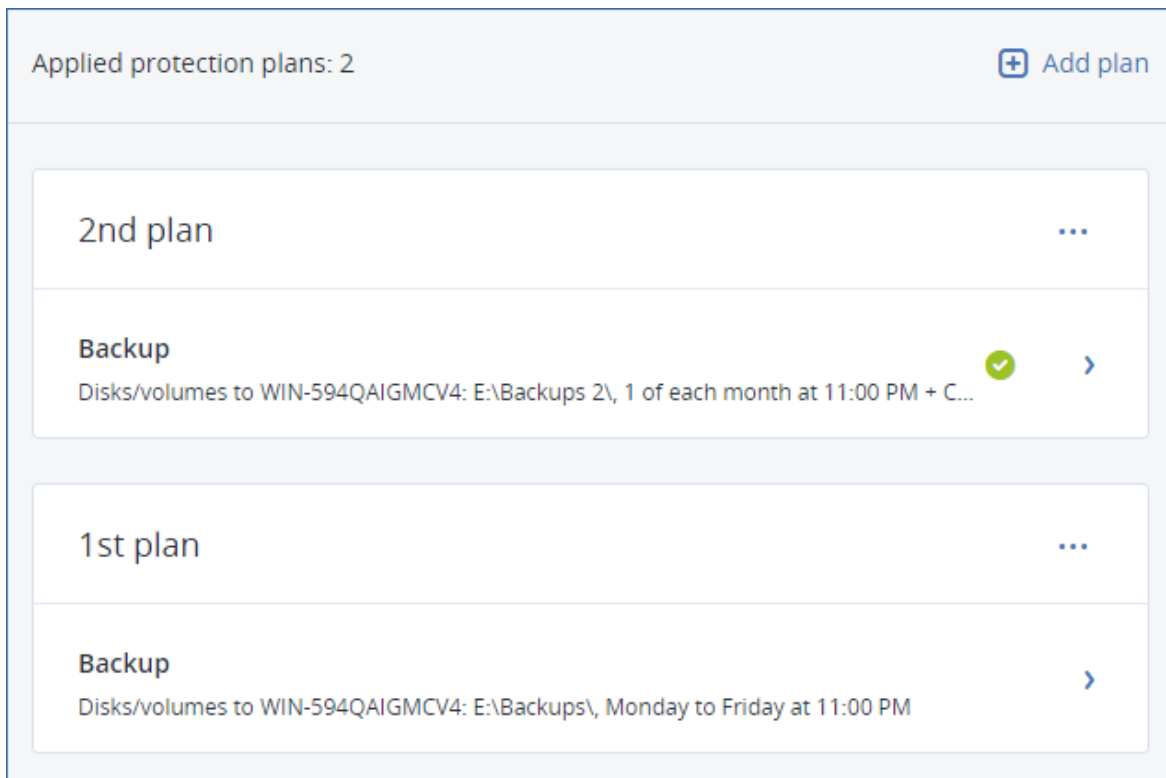 Applied protection plans: 2
Add plan
2nd plan
Backup
Disks/volumes to WIN-594QAIGMCV4: E:\Backups 2\, 1 of each month at 11:00 PM + C...
1st plan
Backup
Disks/volumes to WIN-594QAIGMCV4: E:\Backups\, Monday to Friday at 11:00 PM